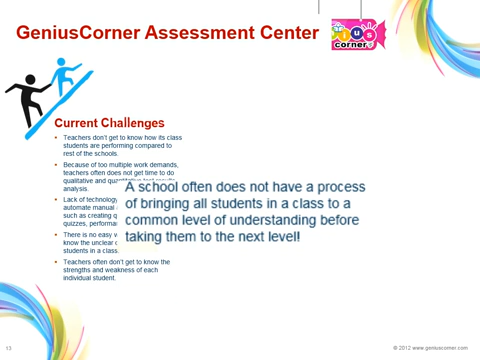 GeniusCorner Assessment Center
ius
corner
Current Challenges
Teachers don't get to know how its class
students are performing compared to
rest of the schools.
Because of too multiple work demands,
teachers often does not get time to do
qualitative and
analysis.
Lack of technology
automate manual
such as creating
quizzes,
There is no easy
know the unclear
students in a class.
Teachers often don't get to know the
strengths and weakness of each
individual student.
A school often does not have a process
of bringing all students in a class to a
common level of understanding before
taking them to the next level!
13
© 2012 www.geniuscorner.com